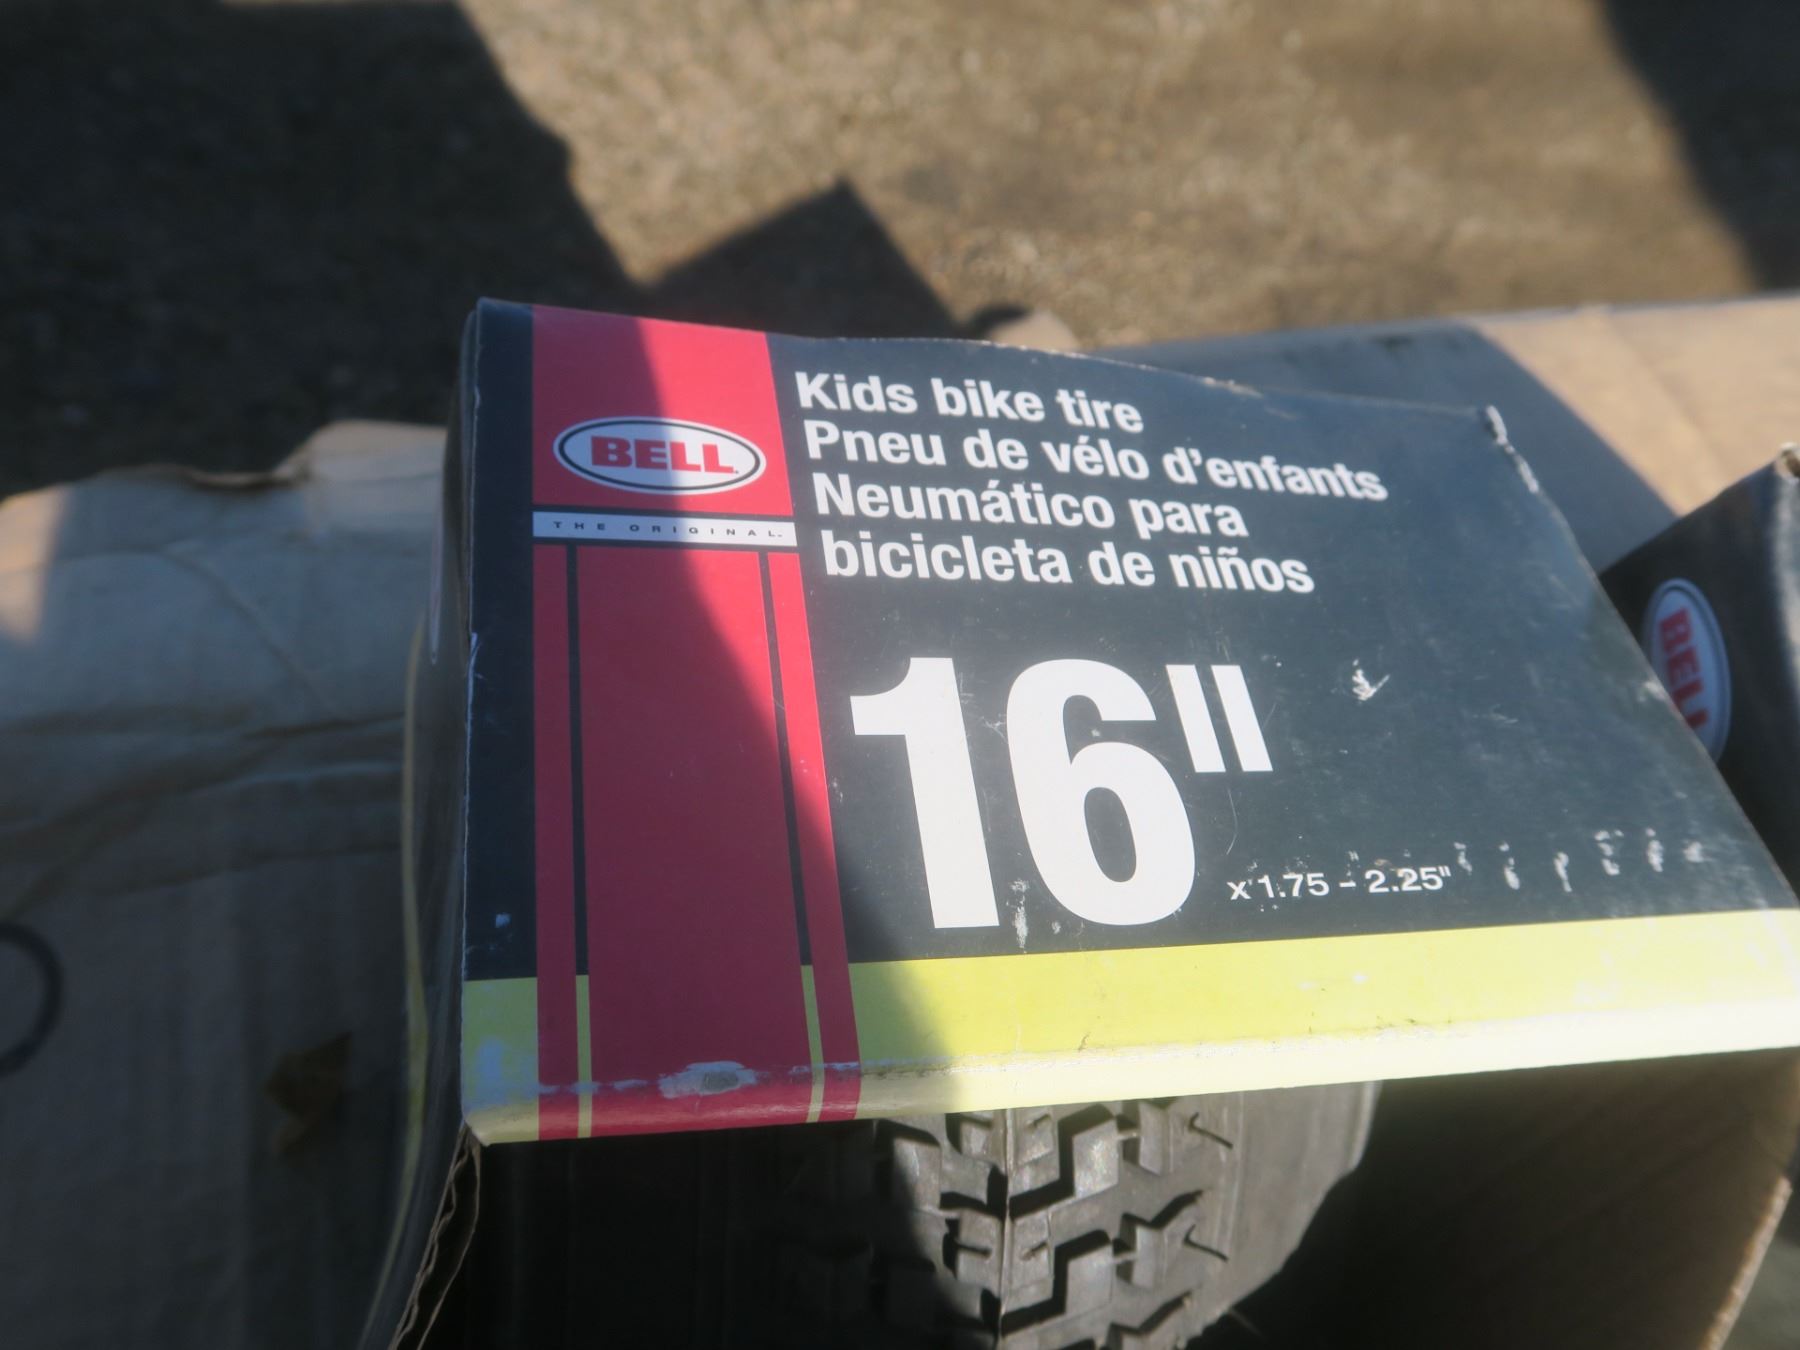 BELL
THE ORIGINAL™
Kids bike tire
Pneu de vélo d'enfants
Neumático para
bicicleta de niños
16"
x 1.75 - 2.25"
BELL